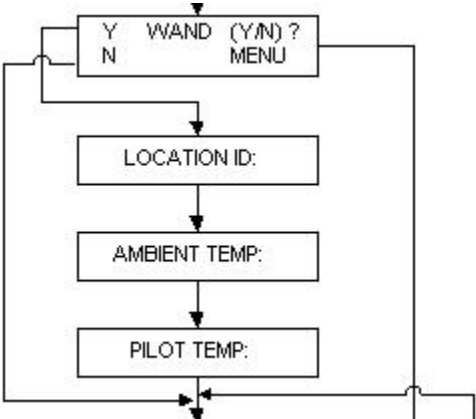 Y WAND (Y/N) ?
N MENU
LOCATION ID:
AMBIENT TEMP:
PILOT TEMP: